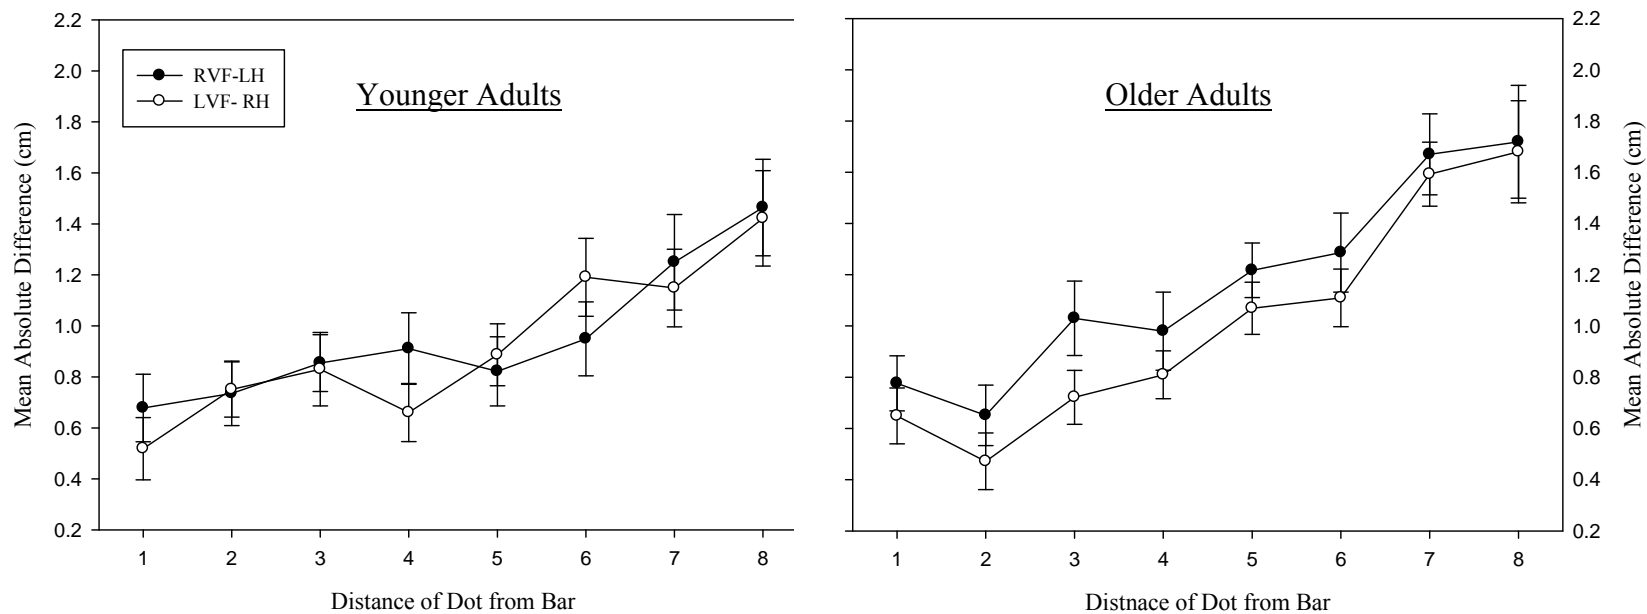 Mean Absolute Difference (cm)
2.2
2.0
1.8
1.6
1.4
1.2
1.0
0.8
0.6
0.4
0.2
RVF-LH
LVF- RH
Younger Adults
1 2 3 4 5 6 7 8
Distance of Dot from Bar
Older Adults
1 2 3 4 5 6 7 8
Distnace of Dot from Bar
2.2
2.0
1.8
1.6
1.4
1.2
1.0
0.8
0.6
0.4
0.2
Mean Absolute Difference (cm)